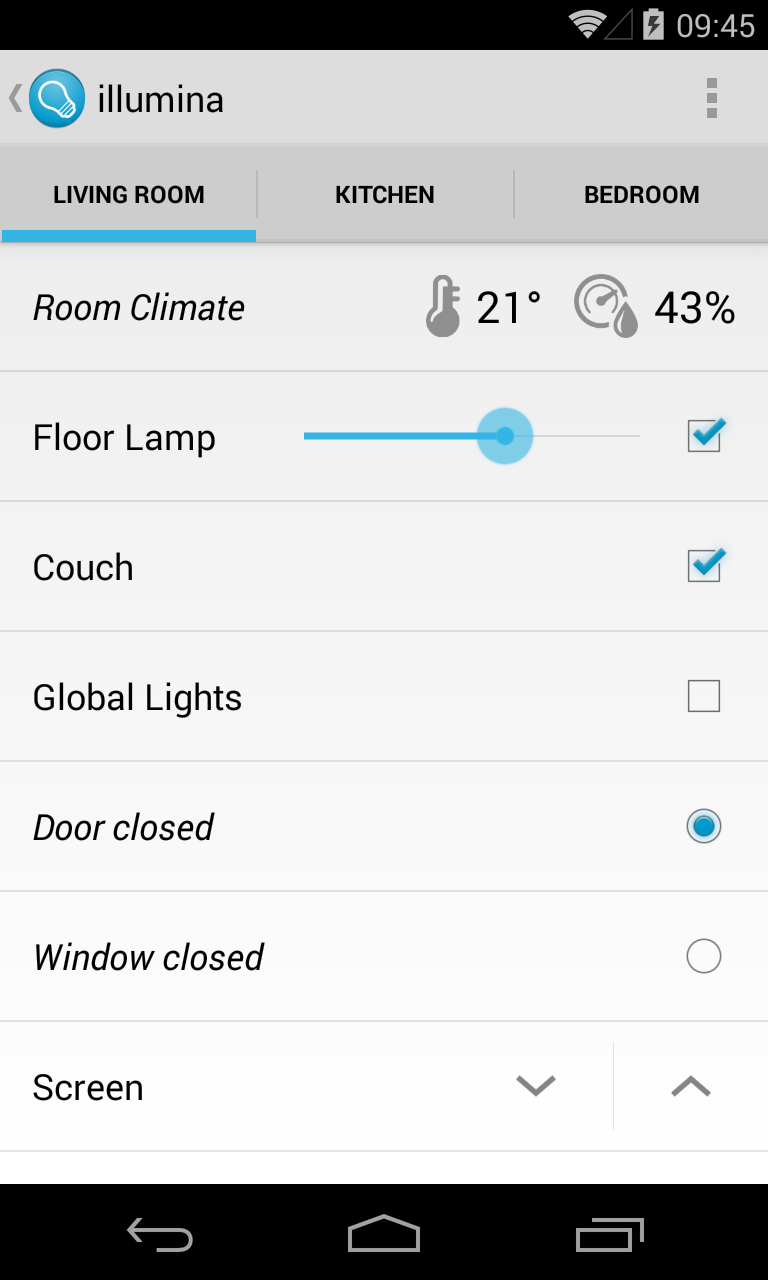 09:45
illumina
LIVING ROOM KITCHEN BEDROOM
Room Climate 21° 43%
Floor Lamp
Couch
Global Lights
Door closed
Window closed
Screen